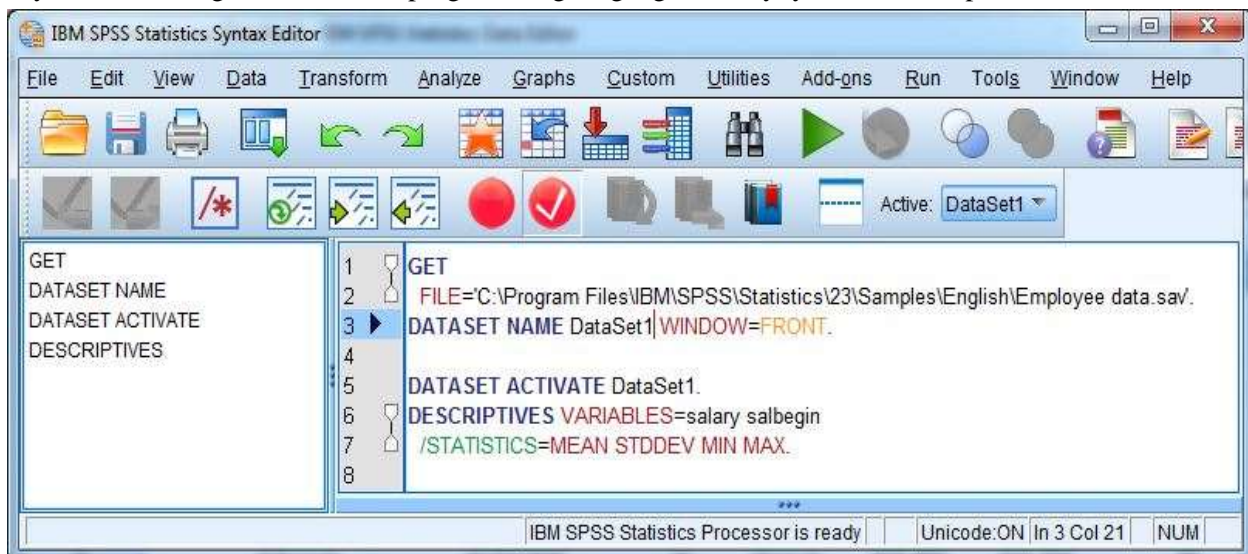 IBM SPSS Statistics Syntax Editor
File Edit View Data Transform Analyze Graphs Custom Utilities Add-ons Run Tools Window Help
/*
Active: DataSet1
GET
DATASET NAME
DATASET ACTIVATE
DESCRIPTIVES
1 GET
2 FILE='C:\Program Files\IBM\SPSS\Statistics\23\Samples\English\Employee data.sav'.
3 DATASET NAME DataSet1 WINDOW=FRONT.
4
5 DATASET ACTIVATE DataSet1.
6 DESCRIPTIVES VARIABLES=salary salbegin
7 /STATISTICS=MEAN STDDEV MIN MAX.
8
IBM SPSS Statistics Processor is ready Unicode:ON In 3 Col 21 NUM